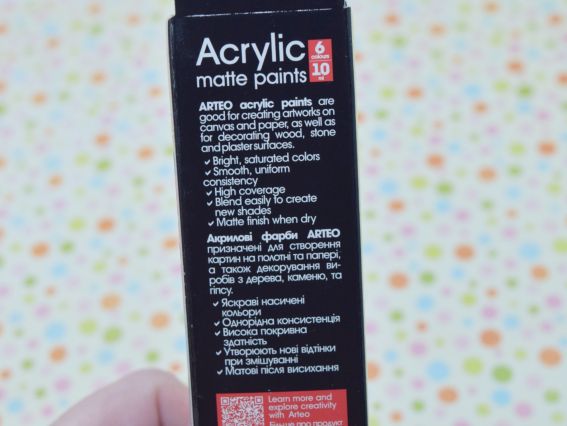 Acrylic
matte paints
6
colours
10
ml
ARTEO acrylic paints are
good for creating artworks on
canvas and paper, as well as
for decorating wood, stone
and plaster surfaces.
✓ Bright, saturated colors
✓ Smooth, uniform
consistency
✓ High coverage
✓ Blend easily to create
new shades
✓ Matte finish when dry
Акрилові фарби ARTEO
призначені для створення
картин на полотні та папері,
а також декорування ви-
робів з дерева, каменю, та
гіпсу.
✓ Яскраві насичені
кольори
✓ Однорідна консистенція
✓ Висока покривна
здатність
✓ Утворюють нові відтінки
при змішуванні
✓ Матові після висихання
Learn more and
explore creativity
with Arteo
Більше про продукт